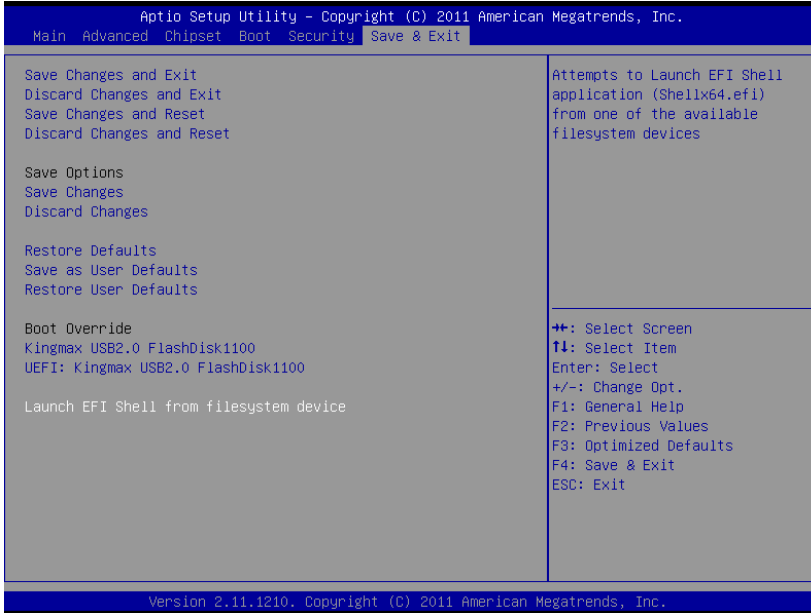 Aptio Setup Utility – Copyright (C) 2011 American Megatrends, Inc.
Main Advanced Chipset Boot Security Save & Exit
Save Changes and Exit
Discard Changes and Exit
Save Changes and Reset
Discard Changes and Reset
Save Options
Save Changes
Discard Changes
Restore Defaults
Save as User Defaults
Restore User Defaults
Boot Override
Kingmax USB2.0 FlashDisk1100
UEFI: Kingmax USB2.0 FlashDisk1100
Launch EFI Shell from filesystem device
Attempts to Launch EFI Shell
application (Shellx64.efi)
from one of the available
filesystem devices
→←: Select Screen
↑↓: Select Item
Enter: Select
+/-: Change Opt.
F1: General Help
F2: Previous Values
F3: Optimized Defaults
F4: Save & Exit
ESC: Exit
Version 2.11.1210. Copyright (C) 2011 American Megatrends, Inc.